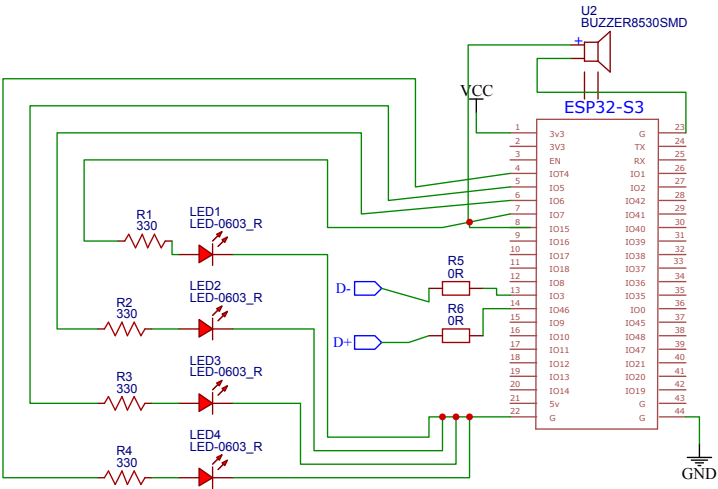 U2
BUZZER8530SMD
+
VCC
ESP32-S3
1 3v3 G 23
2 3V3 TX 24
3 EN RX 25
4 IOT4 IO1 26
5 IO5 IO2 27
6 IO6 IO42 28
7 IO7 IO41 29
8 IO15 IO40 30
9 IO16 IO39 31
10 IO17 IO38 32
11 IO18 IO37 33
12 IO8 IO36 34
13 IO3 IO35 35
14 IO46 IO0 36
15 IO9 IO45 37
16 IO10 IO48 38
17 IO11 IO47 39
18 IO12 IO21 40
19 IO13 IO20 41
20 IO14 IO19 42
21 5v G 43
22 G G 44
R1
330
LED1
LED-0603_R
R2
330
LED2
LED-0603_R
R3
330
LED3
LED-0603_R
R4
330
LED4
LED-0603_R
R5
0R
D-
R6
0R
D+
GND